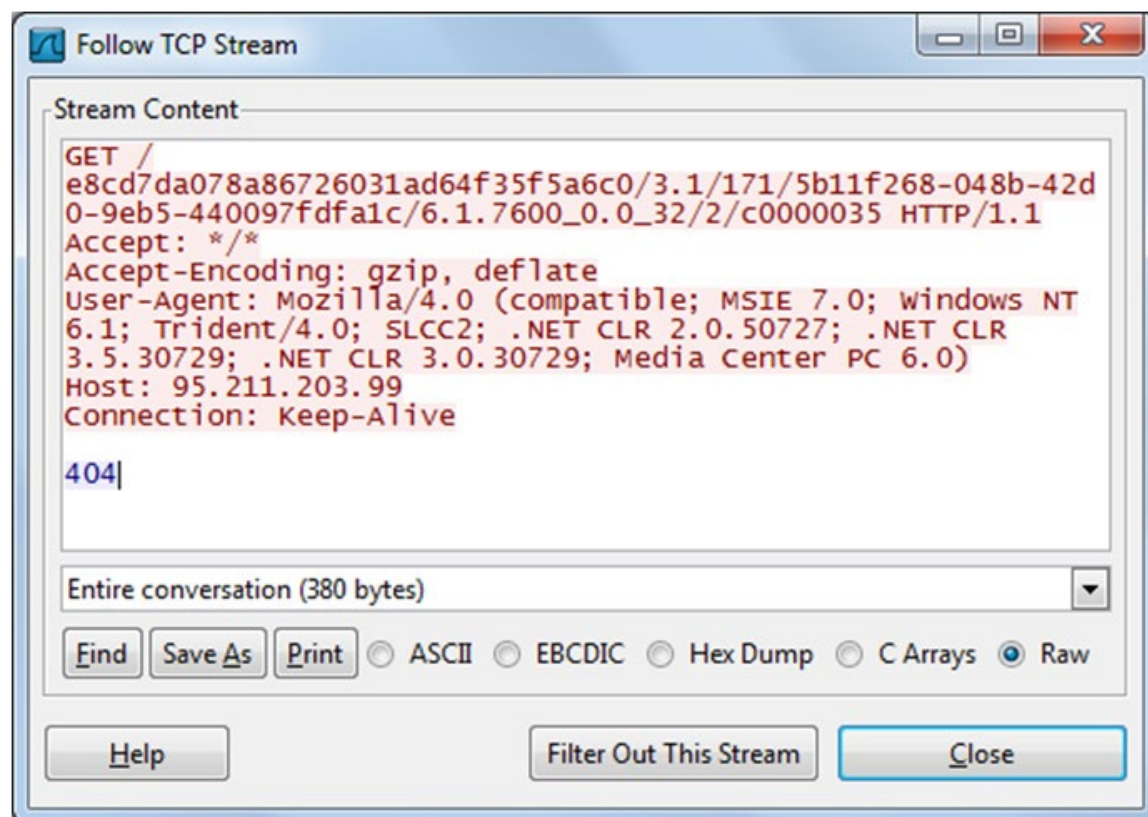 Follow TCP Stream
Stream Content
GET /
e8cd7da078a86726031ad64f35f5a6c0/3.1/171/5b11f268-048b-42d
0-9eb5-440097fdfa1c/6.1.7600_0.0_32/2/c0000035 HTTP/1.1
Accept: */*
Accept-Encoding: gzip, deflate
User-Agent: Mozilla/4.0 (compatible; MSIE 7.0; Windows NT
6.1; Trident/4.0; SLCC2; .NET CLR 2.0.50727; .NET CLR
3.5.30729; .NET CLR 3.0.30729; Media Center PC 6.0)
Host: 95.211.203.99
Connection: Keep-Alive
404
Entire conversation (380 bytes)
Find Save As Print ASCII EBCDIC Hex Dump C Arrays Raw
Help Filter Out This Stream Close